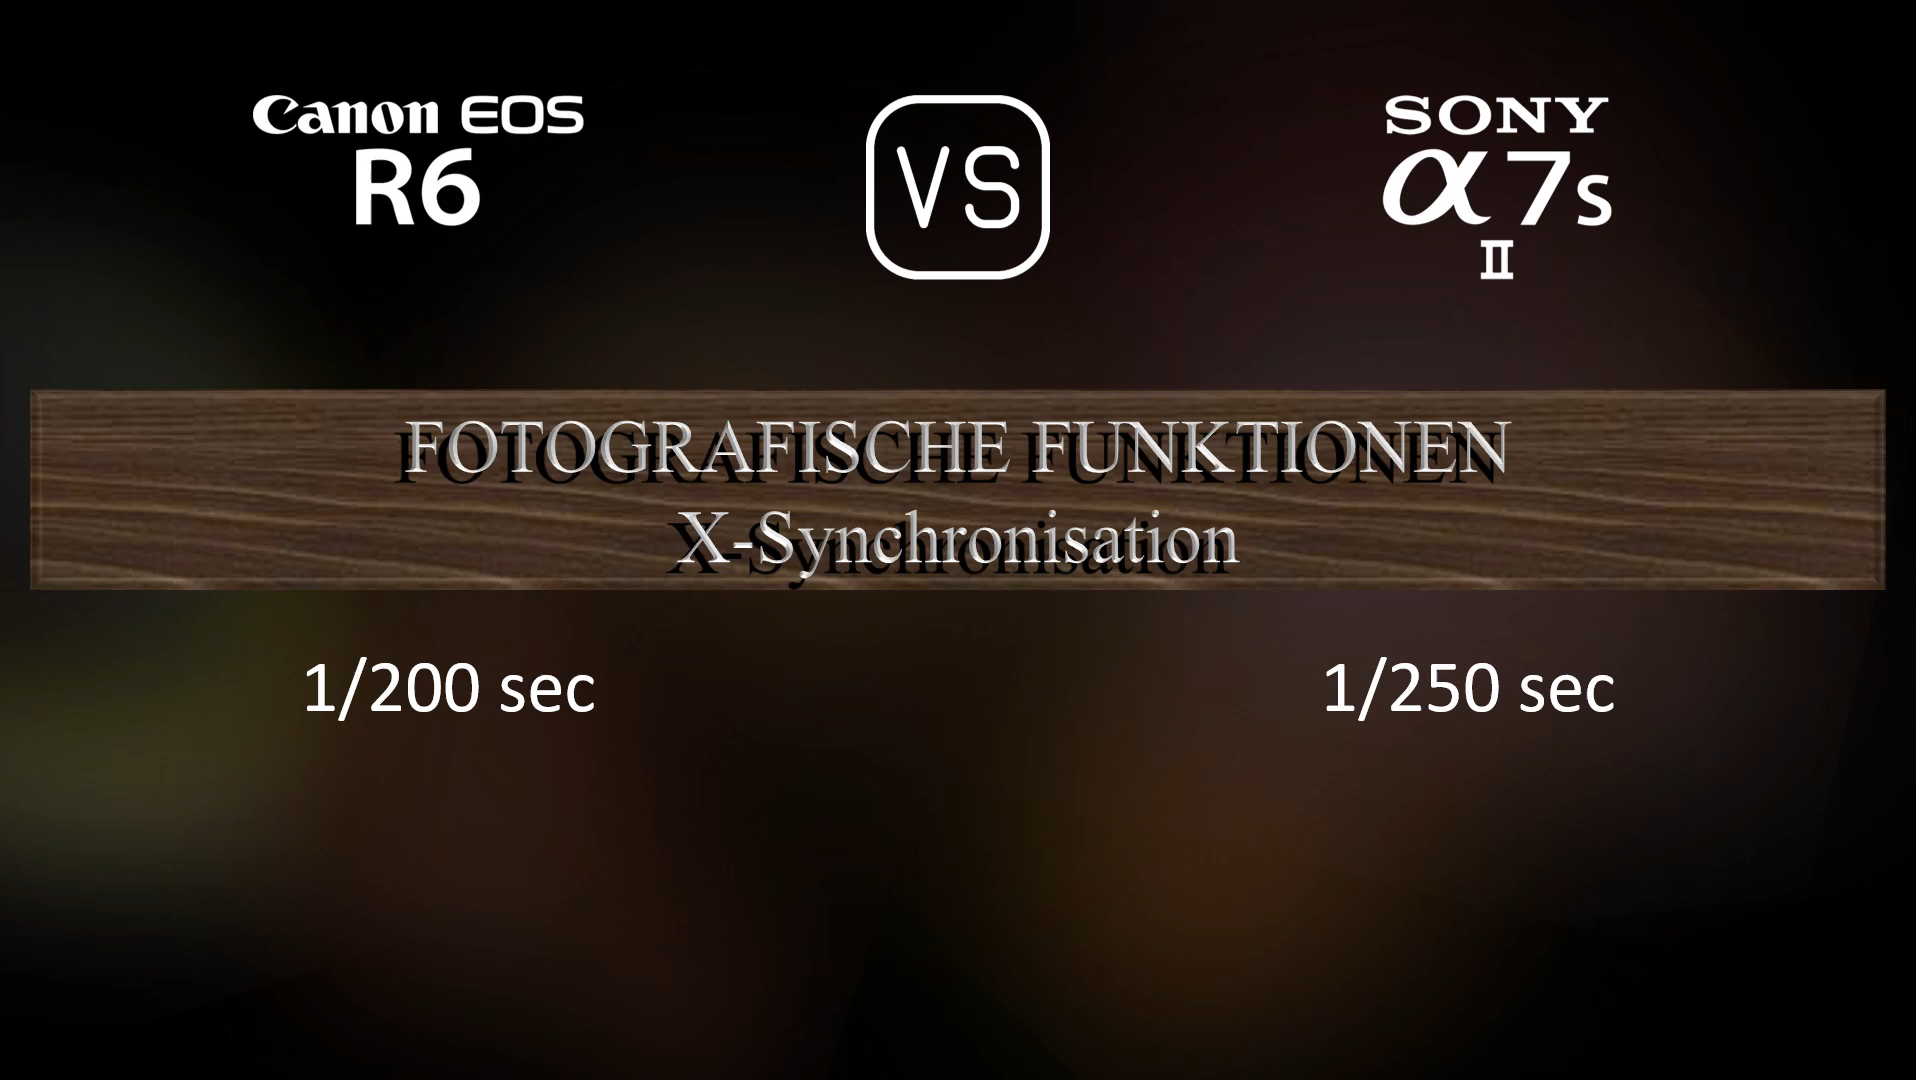 Canon EOS
R6
VS
SONY
α7s
II
FOTOGRAFISCHE FUNKTIONEN
X-Synchronisation
1/200 sec
1/250 sec